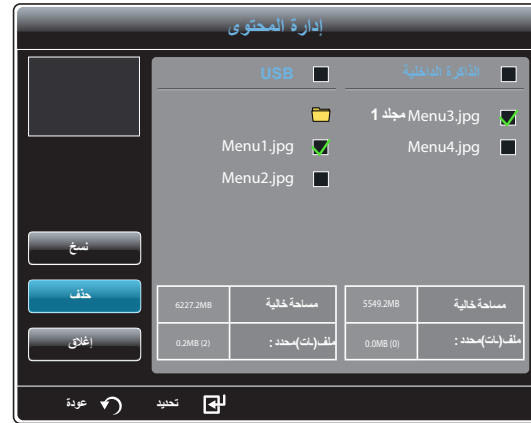 إدارة المحتوى
الذاكرة الداخلية
USB
Menu3.jpg مجلد 1
Menu4.jpg
Menu1.jpg
Menu2.jpg
نسخ
حذف
إغلاق
مساحة خالية 5549.2MB
ملف(ات)محدد : 0.0MB (0)
مساحة خالية 6227.2MB
ملف(ات)محدد : 0.2MB (2)
تحديد
عودة